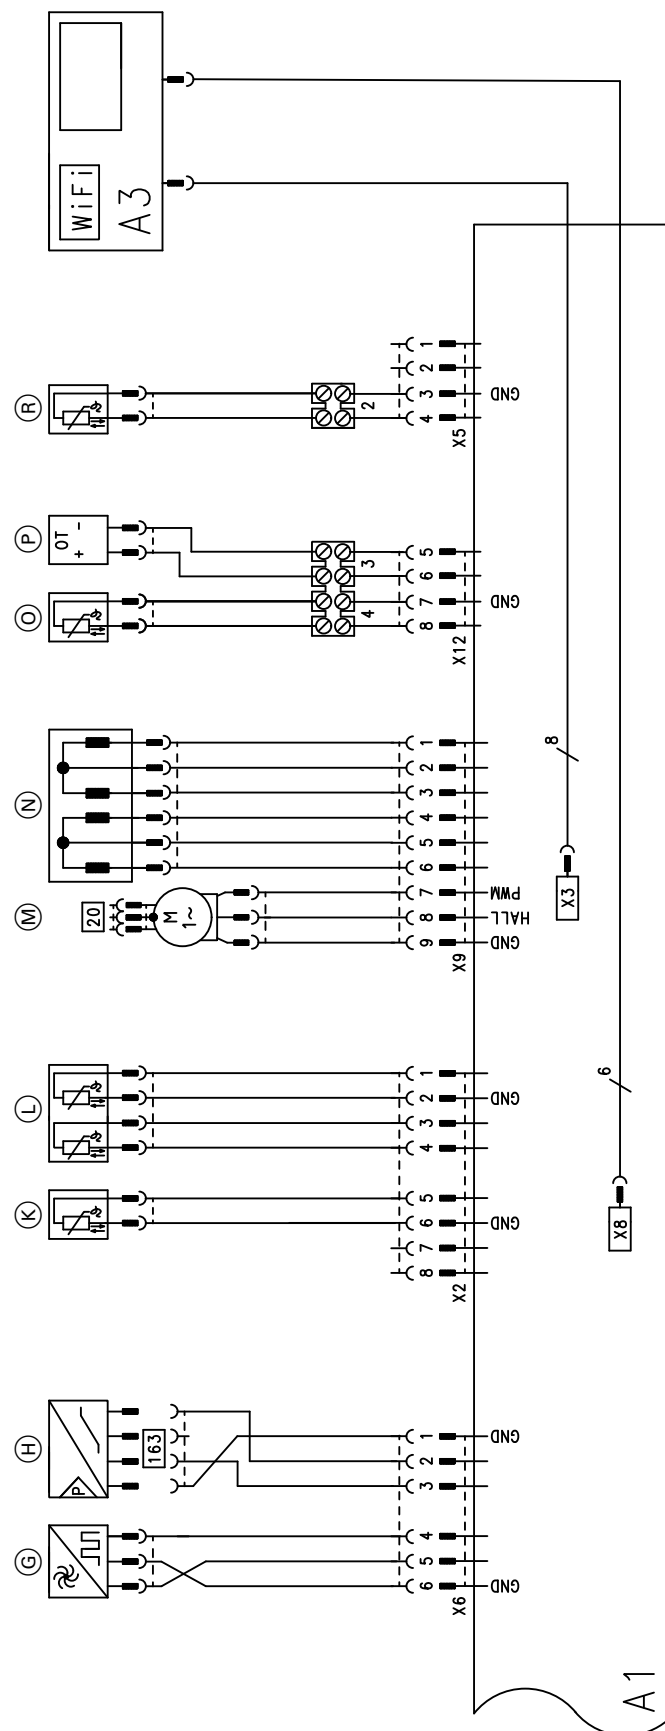 WiFi
A3
R
1
2
3
4
GND
2
X5
P
OT
+ -
O
5
6
7
8
GND
3
4
X12
N
1
2
3
4
5
6
M
20
M
1~
7
8
9
PWM
HALL
GND
X9
8
X3
L
1
2
3
4
GND
K
5
6
7
8
GND
X2
6
X8
H
P
163
1
2
3
GND
G
4
5
6
GND
X6
A1